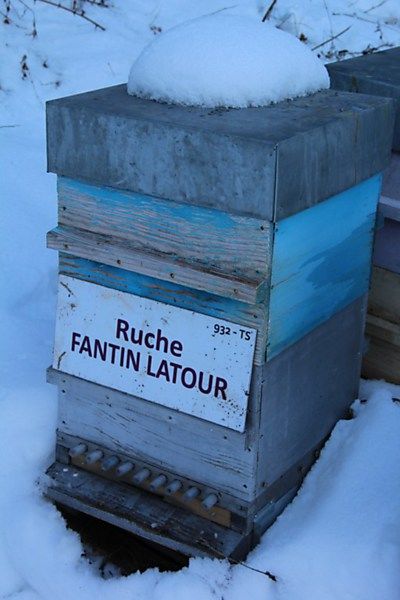 932 - TS
Ruche
FANTIN LATOUR